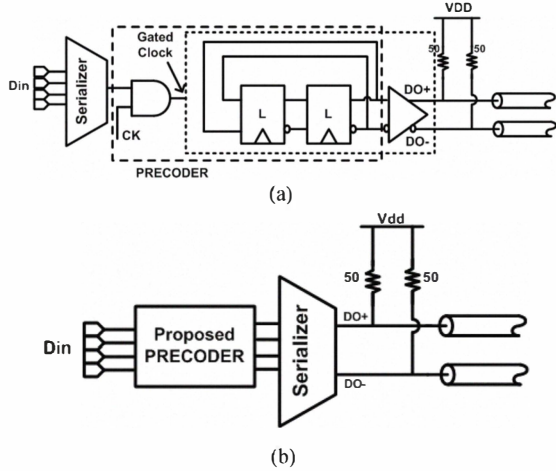 VDD
Gated
Clock
50
50
Din
Serializer
L
L
DO+
CK
DO-
PRECODER
(a)
Vdd
50
50
DO+
Din
Proposed
PRECODER
Serializer
DO-
(b)